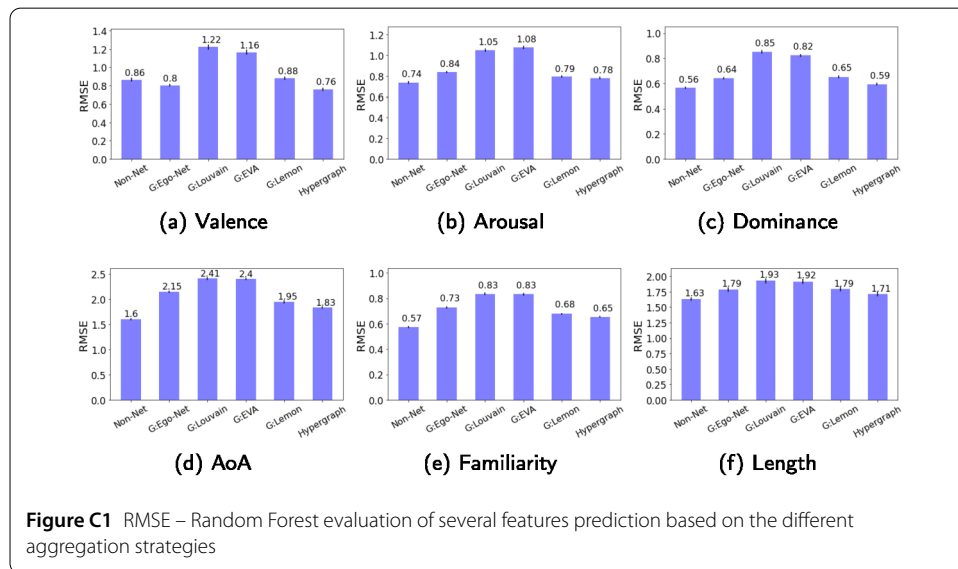 1.4
1.2
1.0
0.8
0.6
0.4
0.2
0.0
RMSE
0.86
0.8
1.22
1.16
0.88
0.76
Non-Net
G:Ego-Net
G:Louvain
G:EVA
G:Lemon
Hypergraph
(a) Valence
1.2
1.0
0.8
0.6
0.4
0.2
0.0
RMSE
0.74
0.84
1.05
1.08
0.79
0.78
Non-Net
G:Ego-Net
G:Louvain
G:EVA
G:Lemon
Hypergraph
(b) Arousal
1.0
0.8
0.6
0.4
0.2
0.0
RMSE
0.56
0.64
0.85
0.82
0.65
0.59
Non-Net
G:Ego-Net
G:Louvain
G:EVA
G:Lemon
Hypergraph
(c) Dominance
2.5
2.0
1.5
1.0
0.5
0.0
RMSE
1.6
2.15
2.41
2.4
1.95
1.83
Non-Net
G:Ego-Net
G:Louvain
G:EVA
G:Lemon
Hypergraph
(d) AoA
1.0
0.8
0.6
0.4
0.2
0.0
RMSE
0.57
0.73
0.83
0.83
0.68
0.65
Non-Net
G:Ego-Net
G:Louvain
G:EVA
G:Lemon
Hypergraph
(e) Familiarity
2.00
1.75
1.50
1.25
1.00
0.75
0.50
0.25
0.00
RMSE
1.63
1.79
1.93
1.92
1.79
1.71
Non-Net
G:Ego-Net
G:Louvain
G:EVA
G:Lemon
Hypergraph
(f) Length
Figure C1 RMSE – Random Forest evaluation of several features prediction based on the different
aggregation strategies